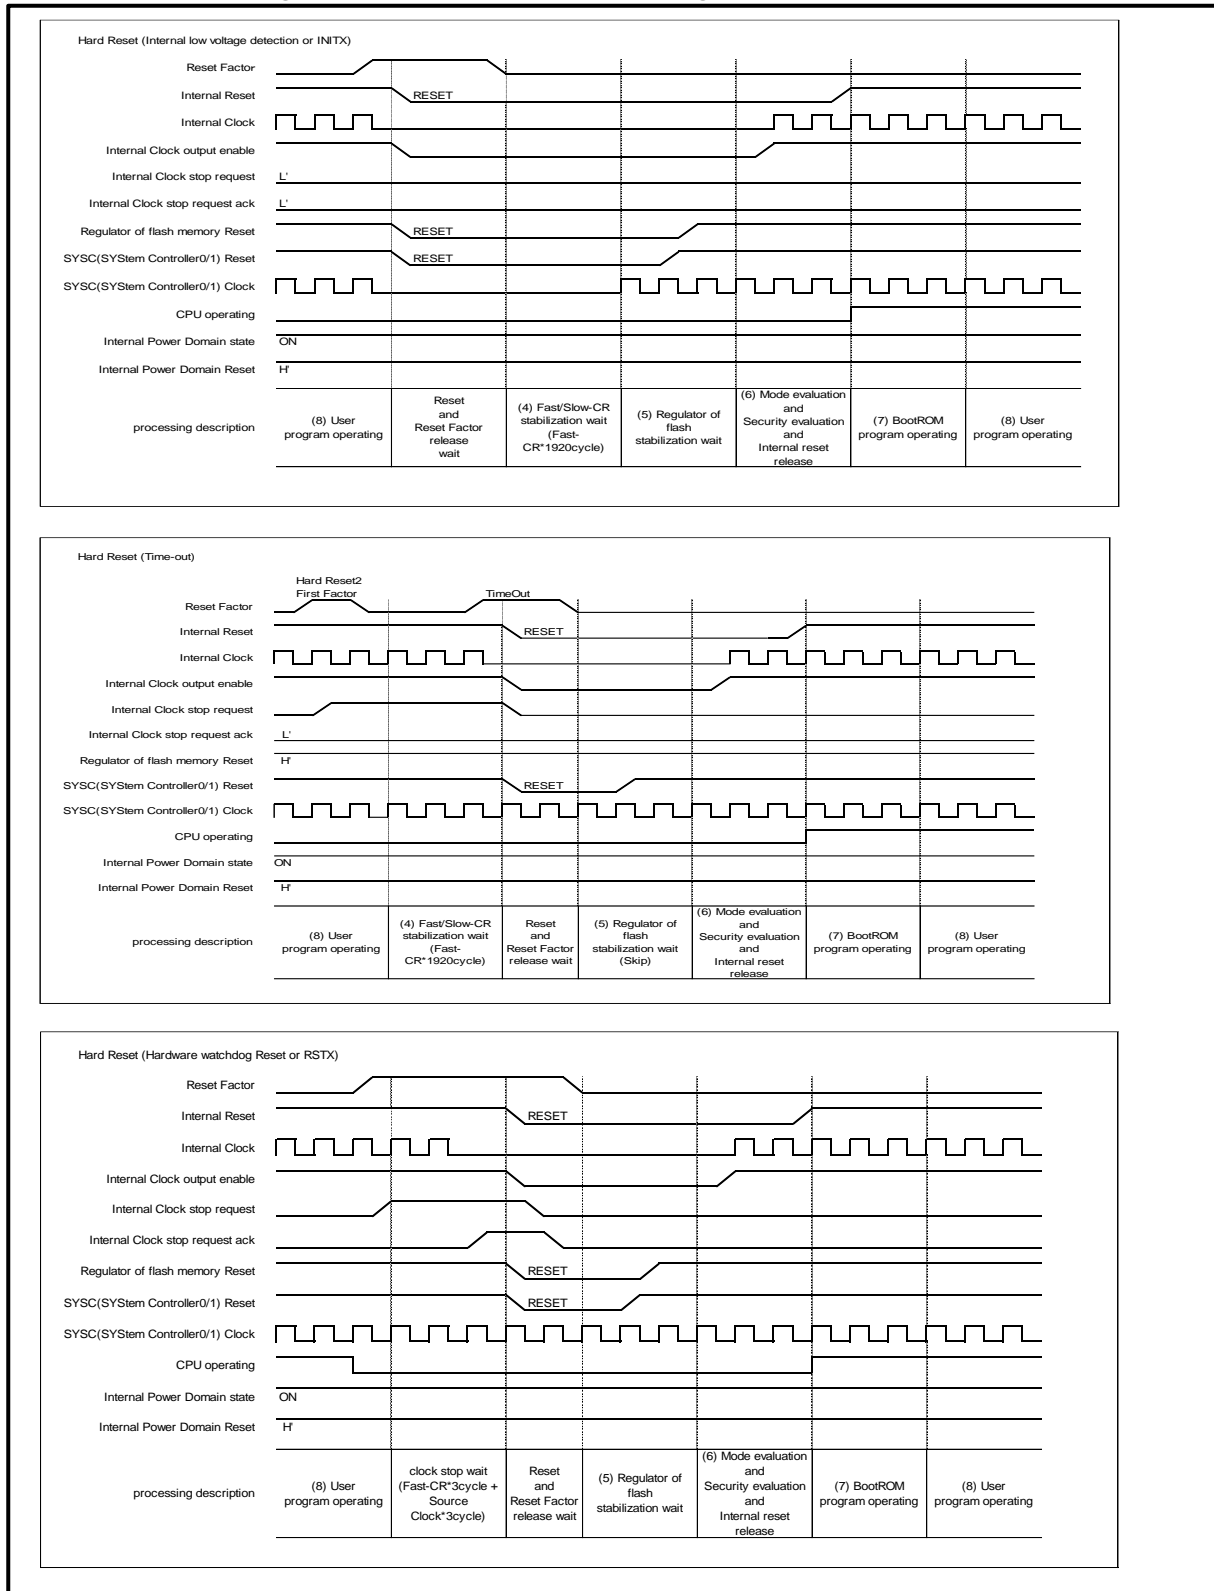 Hard Reset (Internal low voltage detection or INITX)
Reset Factor
Internal Reset
RESET
Internal Clock
Internal Clock output enable
Internal Clock stop request
L'
Internal Clock stop request ack
L'
Regulator of flash memory Reset
RESET
SYSC(SYStem Controller0/1) Reset
RESET
SYSC(SYStem Controller0/1) Clock
CPU operating
Internal Power Domain state
ON
Internal Power Domain Reset
H'
processing description
(8) User
program operating
Reset
and
Reset Factor
release
wait
(4) Fast/Slow-CR
stabilization wait
(Fast-
CR*1920cycle)
(5) Regulator of
flash
stabilization wait
(6) Mode evaluation
and
Security evaluation
and
Internal reset
release
(7) BootROM
program operating
(8) User
program operating
Hard Reset (Time-out)
Hard Reset2
First Factor
TimeOut
Reset Factor
Internal Reset
RESET
Internal Clock
Internal Clock output enable
Internal Clock stop request
Internal Clock stop request ack
L'
Regulator of flash memory Reset
H'
SYSC(SYStem Controller0/1) Reset
RESET
SYSC(SYStem Controller0/1) Clock
CPU operating
Internal Power Domain state
ON
Internal Power Domain Reset
H'
processing description
(8) User
program operating
(4) Fast/Slow-CR
stabilization wait
(Fast-
CR*1920cycle)
Reset
and
Reset Factor
release wait
(5) Regulator of
flash
stabilization wait
(Skip)
(6) Mode evaluation
and
Security evaluation
and
Internal reset
release
(7) BootROM
program operating
(8) User
program operating
Hard Reset (Hardware watchdog Reset or RSTX)
Reset Factor
Internal Reset
RESET
Internal Clock
Internal Clock output enable
Internal Clock stop request
Internal Clock stop request ack
Regulator of flash memory Reset
RESET
SYSC(SYStem Controller0/1) Reset
RESET
SYSC(SYStem Controller0/1) Clock
CPU operating
Internal Power Domain state
ON
Internal Power Domain Reset
H'
processing description
(8) User
program operating
clock stop wait
(Fast-CR*3cycle +
Source
Clock*3cycle)
Reset
and
Reset Factor
release wait
(5) Regulator of
flash
stabilization wait
(6) Mode evaluation
and
Security evaluation
and
Internal reset
release
(7) BootROM
program operating
(8) User
program operating